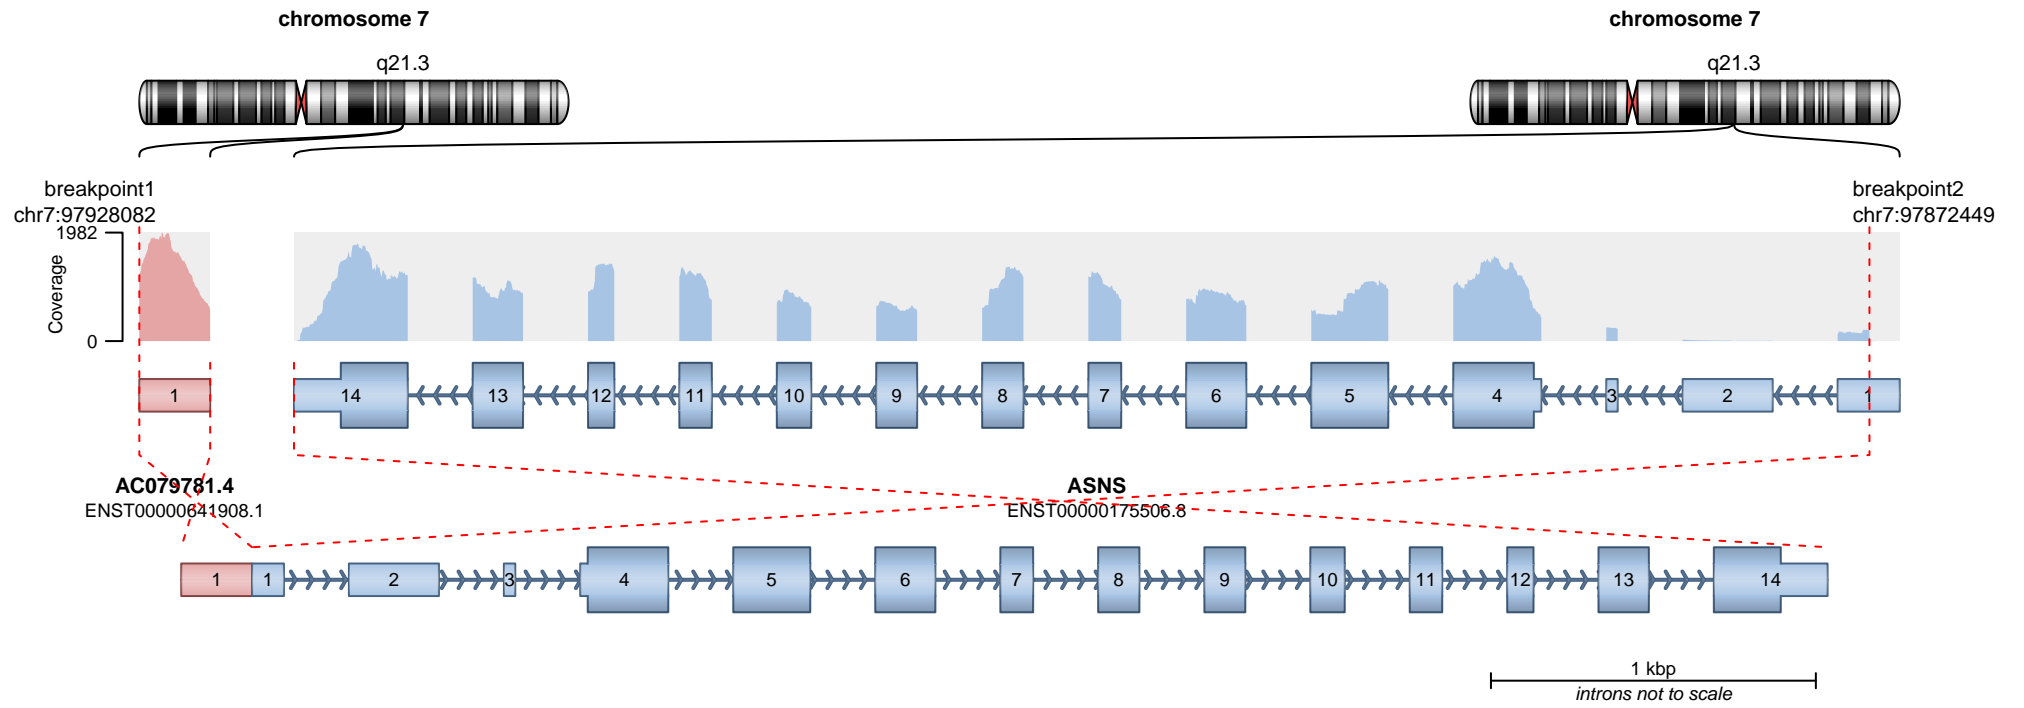 chromosome 7
chromosome 7
q21.3
q21.3
breakpoint1
chr7:97928082
breakpoint2
chr7:97872449
1982
Coverage
0
1
14
13
12
11
10
9
8
7
6
5
4
3
2
1
AC079781.4
ENST00000641908.1
ASNS
ENST00000175506.8
1
1
2
3
4
5
6
7
8
9
10
11
12
13
14
1 kbp
introns not to scale